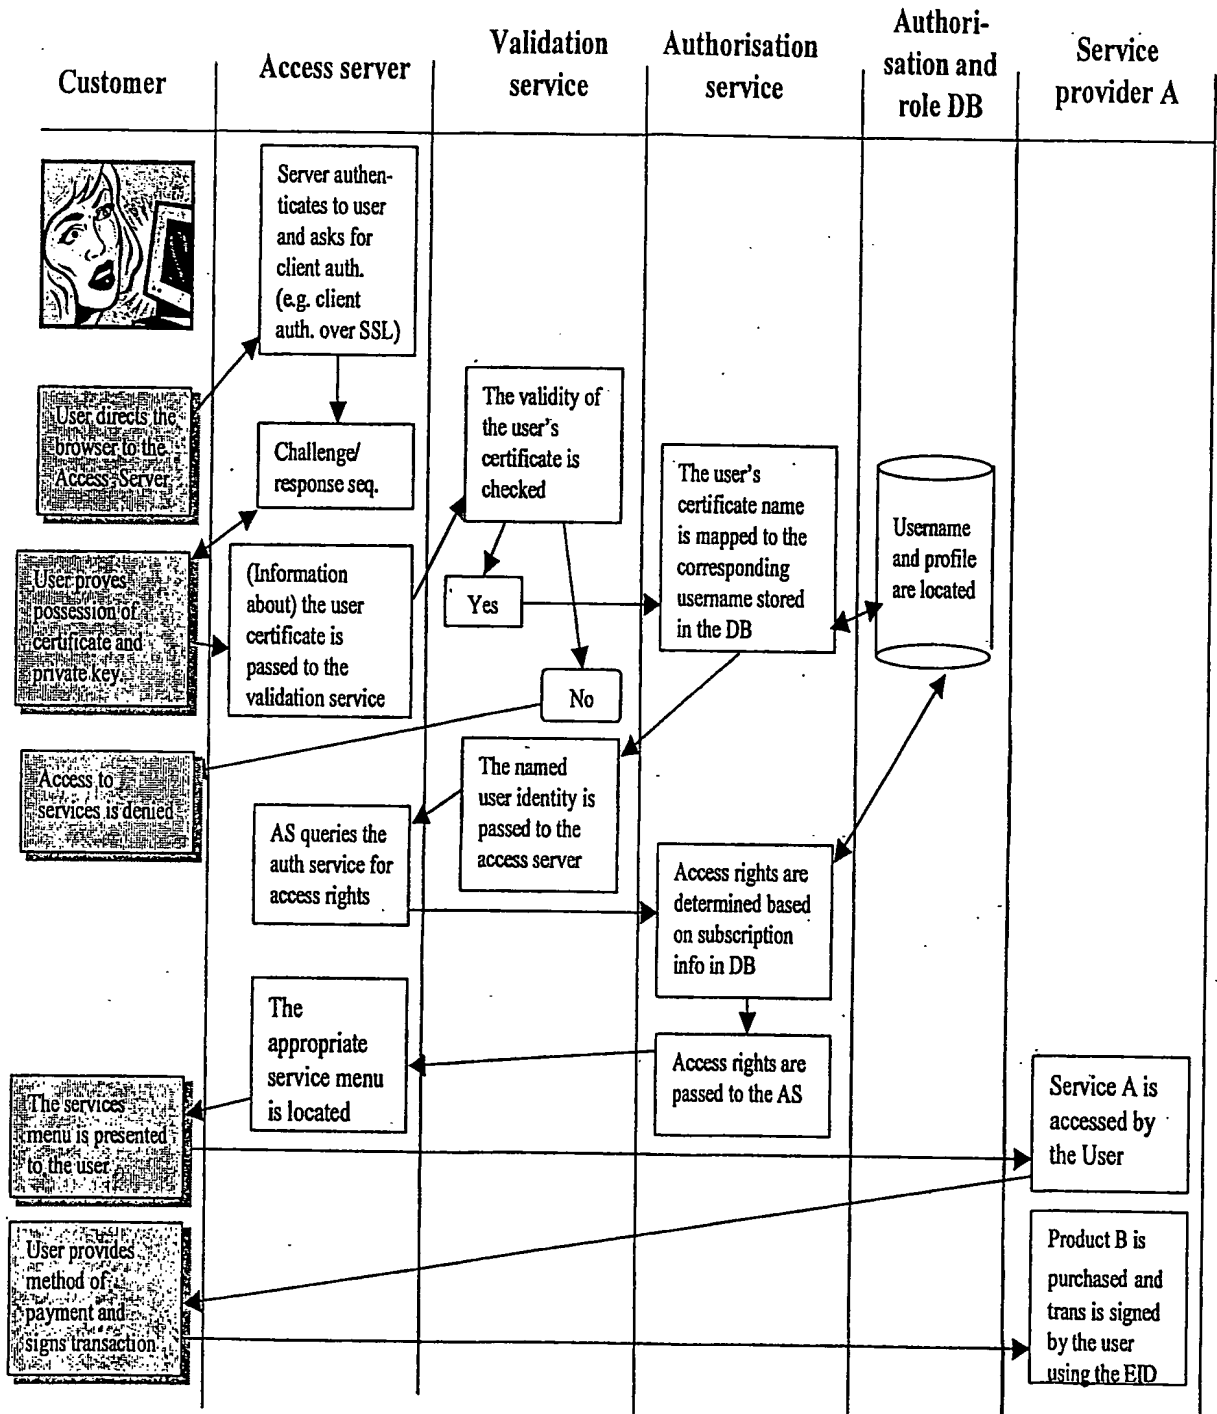 Customer
Access server
Validation
service
Authorisation
service
Authori-
sation and
role DB
Service
provider A
Server authen-
ticates to user
and asks for
client auth.
(e.g. client
auth. over SSL)
User directs the
browser to the
Access Server
Challenge/
response seq.
The validity of
the user's
certificate is
checked
The user's
certificate name
is mapped to the
corresponding
username stored
in the DB
Username
and profile
are located
User proves
possession of
certificate and
private key
(Information
about) the user
certificate is
passed to the
validation service
Yes
No
Access to
services is denied
The named
user identity is
passed to the
access server
AS queries the
auth service for
access rights
Access rights are
determined based
on subscription
info in DB
The
appropriate
service menu
is located
Access rights are
passed to the AS
The services
menu is presented
to the user
Service A is
accessed by
the User
User provides
method of
payment and
signs transaction
Product B is
purchased and
trans is signed
by the user
using the EID